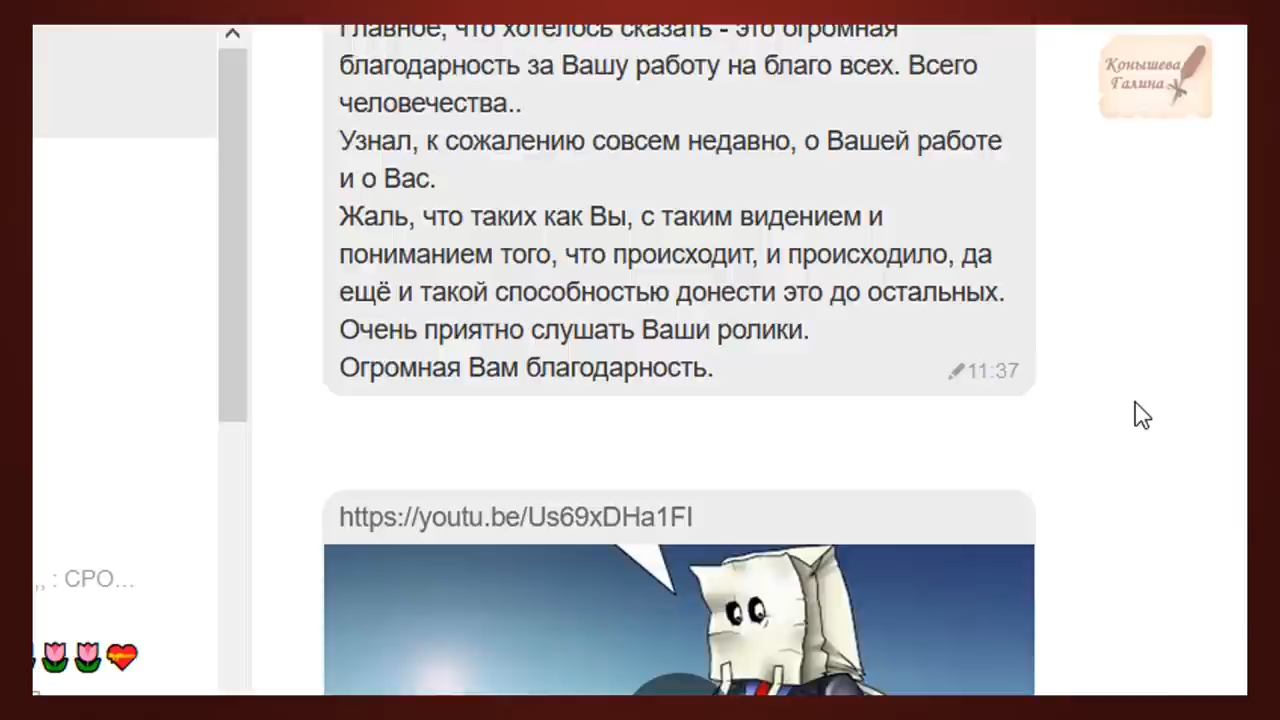 Главное, что хотелось сказать - это огромная
благодарность за Вашу работу на благо всех. Всего
человечества..
Узнал, к сожалению совсем недавно, о Вашей работе
и о Вас.
Жаль, что таких как Вы, с таким видением и
пониманием того, что происходит, и происходило, да
ещё и такой способностью донести это до остальных.
Очень приятно слушать Ваши ролики.
Огромная Вам благодарность.
11:37
https://youtu.be/Us69xDHa1FI
Конышева
Галина
,, : СРО...